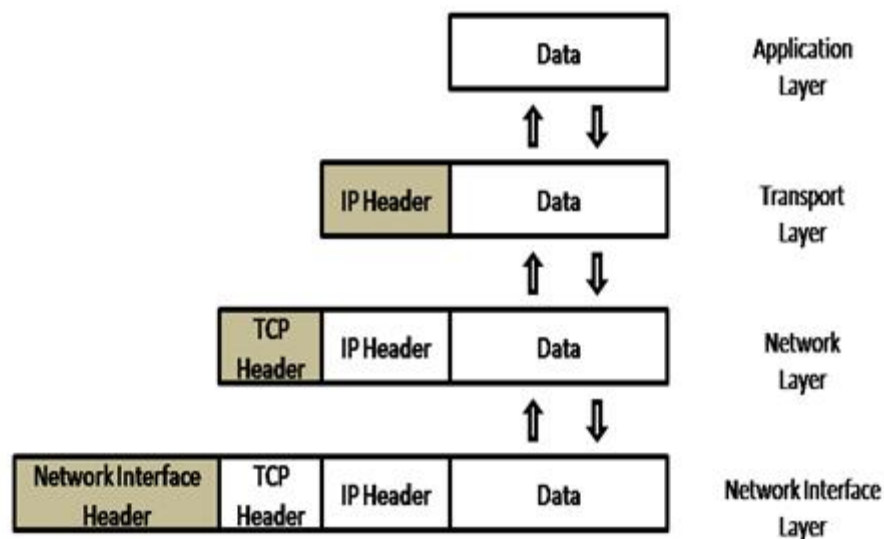 Data
Application
Layer
IP Header
Data
Transport
Layer
TCP
Header
IP Header
Data
Network
Layer
Network Interface
Header
TCP
Header
IP Header
Data
Network Interface
Layer